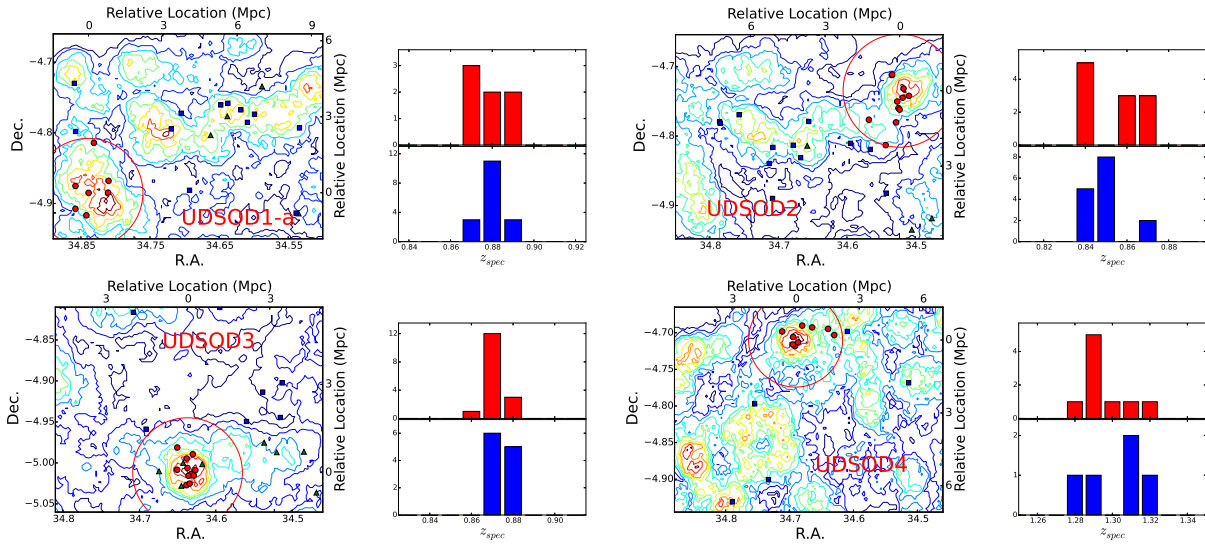 Relative Location (Mpc)
0 3 6 9
−4.7
−4.8
−4.9
Dec.
UDSOD1-a
34.85 34.75 34.65 34.55
R.A.
6
3
0
Relative Location (Mpc)
3
2
1
0
12
9
6
3
0
0.84 0.86 0.88 0.90 0.92
z_spec
Relative Location (Mpc)
6 3 0
−4.7
−4.8
−4.9
Dec.
UDSOD2
34.8 34.7 34.6 34.5
R.A.
0
3
Relative Location (Mpc)
4
2
0
8
6
4
2
0
0.82 0.84 0.86 0.88
z_spec
Relative Location (Mpc)
3 0 3
−4.85
−4.90
−4.95
−5.00
−5.05
Dec.
UDSOD3
34.8 34.7 34.6 34.5
R.A.
3
0
Relative Location (Mpc)
12
8
4
0
6
4
2
0
0.84 0.86 0.88 0.90
z_spec
Relative Location (Mpc)
3 0 3 6
−4.70
−4.75
−4.80
−4.85
−4.90
Dec.
UDSOD4
34.8 34.7 34.6 34.5
R.A.
0
3
6
Relative Location (Mpc)
4
2
0
2
1
0
1.26 1.28 1.30 1.32 1.34
z_spec